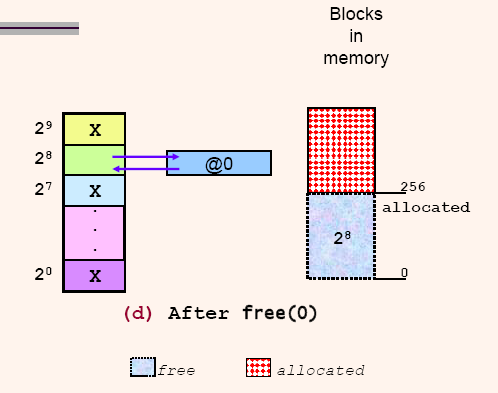 Blocks
in
memory
2⁹ X
2⁸ @0
2⁷ X
.
.
.
2⁰ X
256
allocated
2⁸
0
(d) After free(0)
free allocated